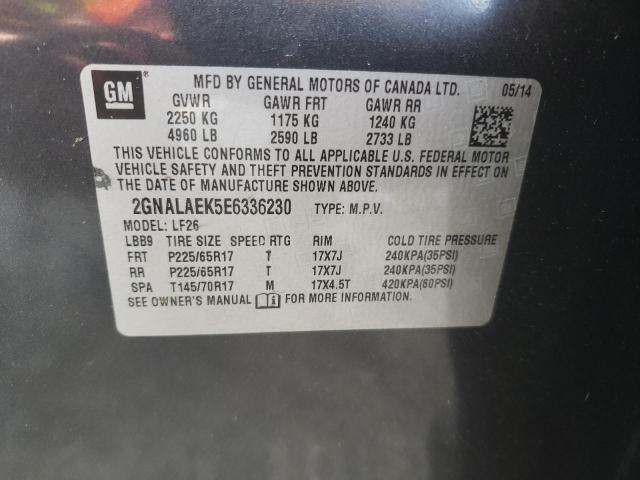 GM
MFD BY GENERAL MOTORS OF CANADA LTD. 05/14
GVWR GAWR FRT GAWR RR
2250 KG 1175 KG 1240 KG
4960 LB 2590 LB 2733 LB
THIS VEHICLE CONFORMS TO ALL APPLICABLE U.S. FEDERAL MOTOR
VEHICLE SAFETY AND THEFT PREVENTION STANDARDS IN EFFECT ON
THE DATE OF MANUFACTURE SHOWN ABOVE.
2GNALAEK5E6336230 TYPE: M.P.V.
MODEL: LF26
LBB9 TIRE SIZE SPEED RTG RIM COLD TIRE PRESSURE
FRT P225/65R17 T 17X7J 240KPA(35PSI)
RR P225/65R17 T 17X7J 240KPA(35PSI)
SPA T145/70R17 M 17X4.5T 420KPA(60PSI)
SEE OWNER'S MANUAL FOR MORE INFORMATION.